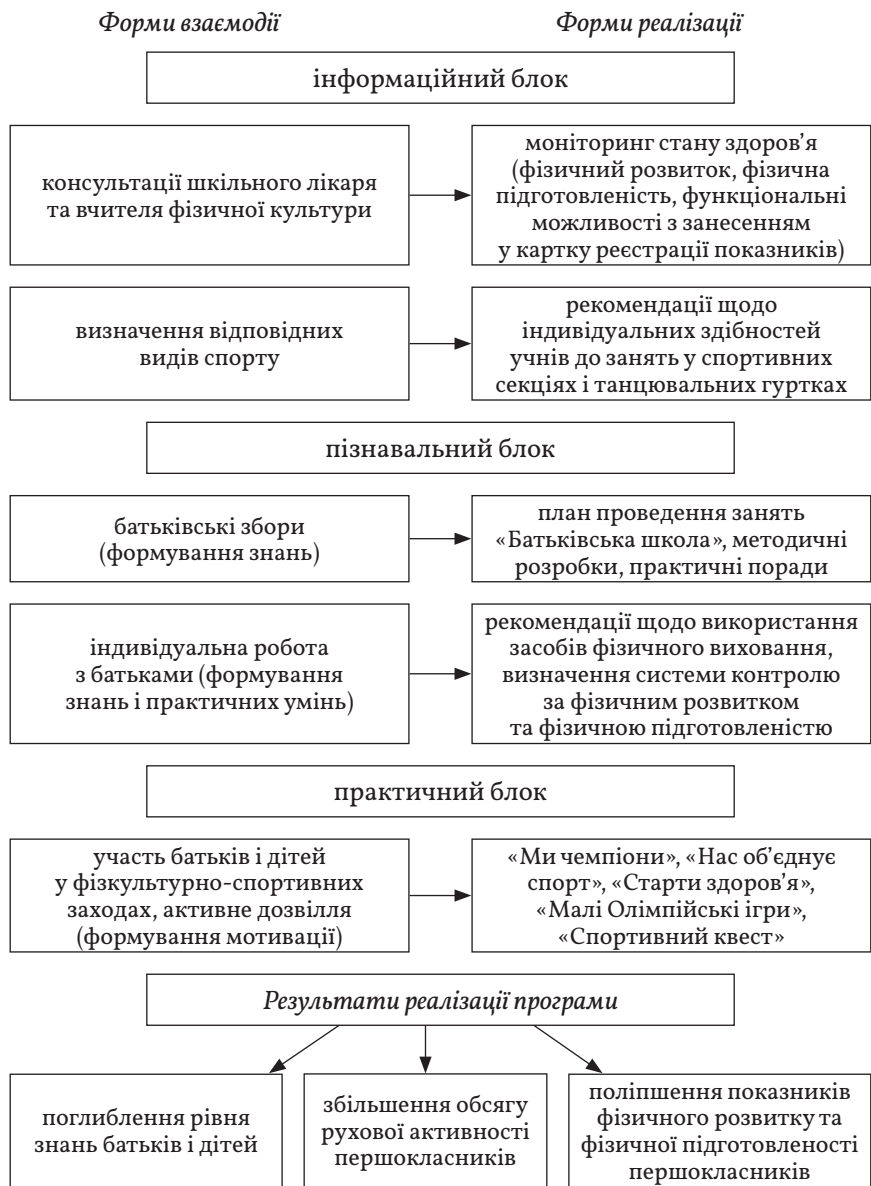 Форми взаємодії
Форми реалізації
інформаційний блок
консультації шкільного лікаря
та вчителя фізичної культури
моніторинг стану здоров’я
(фізичний розвиток, фізична
підготовленість, функціональні
можливості з занесенням
у картку реєстрації показників)
визначення відповідних
видів спорту
рекомендації щодо
індивідуальних здібностей
учнів до занять у спортивних
секціях і танцювальних гуртках
пізнавальний блок
батьківські збори
(формування знань)
план проведення занять
«Батьківська школа», методичні
розробки, практичні поради
індивідуальна робота
з батьками (формування
знань і практичних умінь)
рекомендації щодо використання
засобів фізичного виховання,
визначення системи контролю
за фізичним розвитком
та фізичною підготовленістю
практичний блок
участь батьків і дітей
у фізкультурно-спортивних
заходах, активне дозвілля
(формування мотивації)
«Ми чемпіони», «Нас об’єднує
спорт», «Старти здоров’я»,
«Малі Олімпійські ігри»,
«Спортивний квест»
Результати реалізації програми
поглиблення рівня
знань батьків і дітей
збільшення обсягу
рухової активності
першокласників
поліпшення показників
фізичного розвитку та
фізичної підготовленості
першокласників